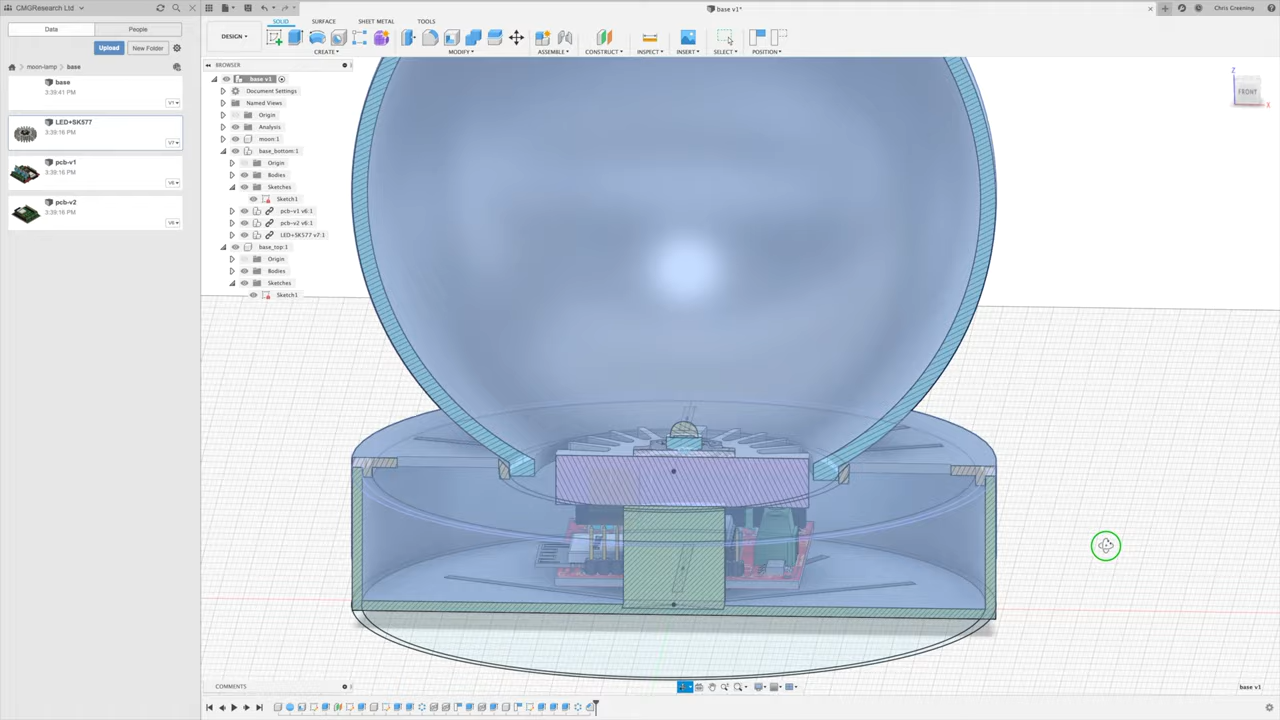 CMGResearch Ltd
base v1*
Chris Greening
Data
People
Upload
New Folder
moon-lamp
base
base
3:39:41 PM
V1
LED+SK577
3:39:16 PM
V7
pcb-v1
3:39:16 PM
V6
pcb-v2
3:39:16 PM
V6
SOLID
SURFACE
SHEET METAL
TOOLS
DESIGN
CREATE
MODIFY
ASSEMBLE
CONSTRUCT
INSPECT
INSERT
SELECT
POSITION
BROWSER
base v1
Document Settings
Named Views
Origin
Analysis
moon:1
base_bottom:1
Origin
Bodies
Sketches
Sketch1
pcb-v1 v6:1
pcb-v2 v6:1
LED+SK577 v7:1
base_top:1
Origin
Bodies
Sketches
Sketch1
Z
FRONT
X
COMMENTS
base v1